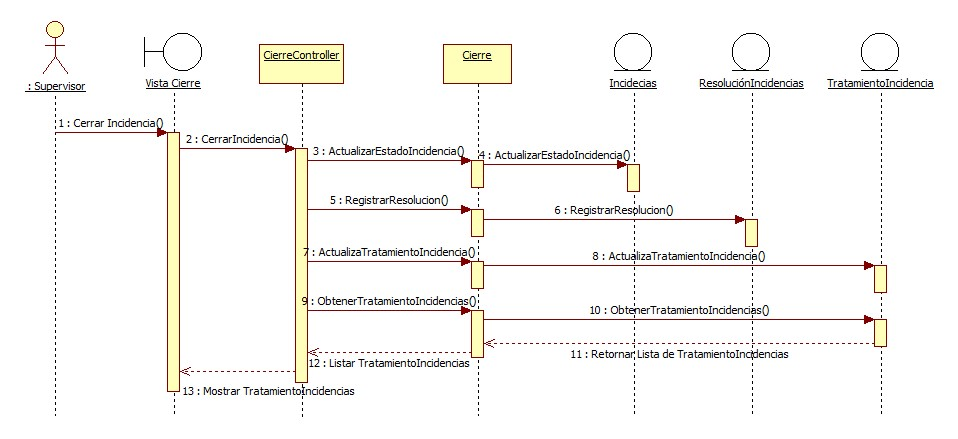 : Supervisor
Vista Cierre
CierreController
Cierre
Incidecias
ResoluciónIncidencias
TratamientoIncidencia
1 : Cerrar Incidencia()
2 : CerrarIncidencia()
3 : ActualizarEstadoIncidencia()
4 : ActualizarEstadoIncidencia()
5 : RegistrarResolucion()
6 : RegistrarResolucion()
7 : ActualizaTratamientoIncidencia()
8 : ActualizaTratamientoIncidencia()
9 : ObtenerTratamientoIncidencias()
10 : ObtenerTratamientoIncidencias()
11 : Retornar Lista de TratamientoIncidencias
12 : Listar TratamientoIncidencias
13 : Mostrar TratamientoIncidencias